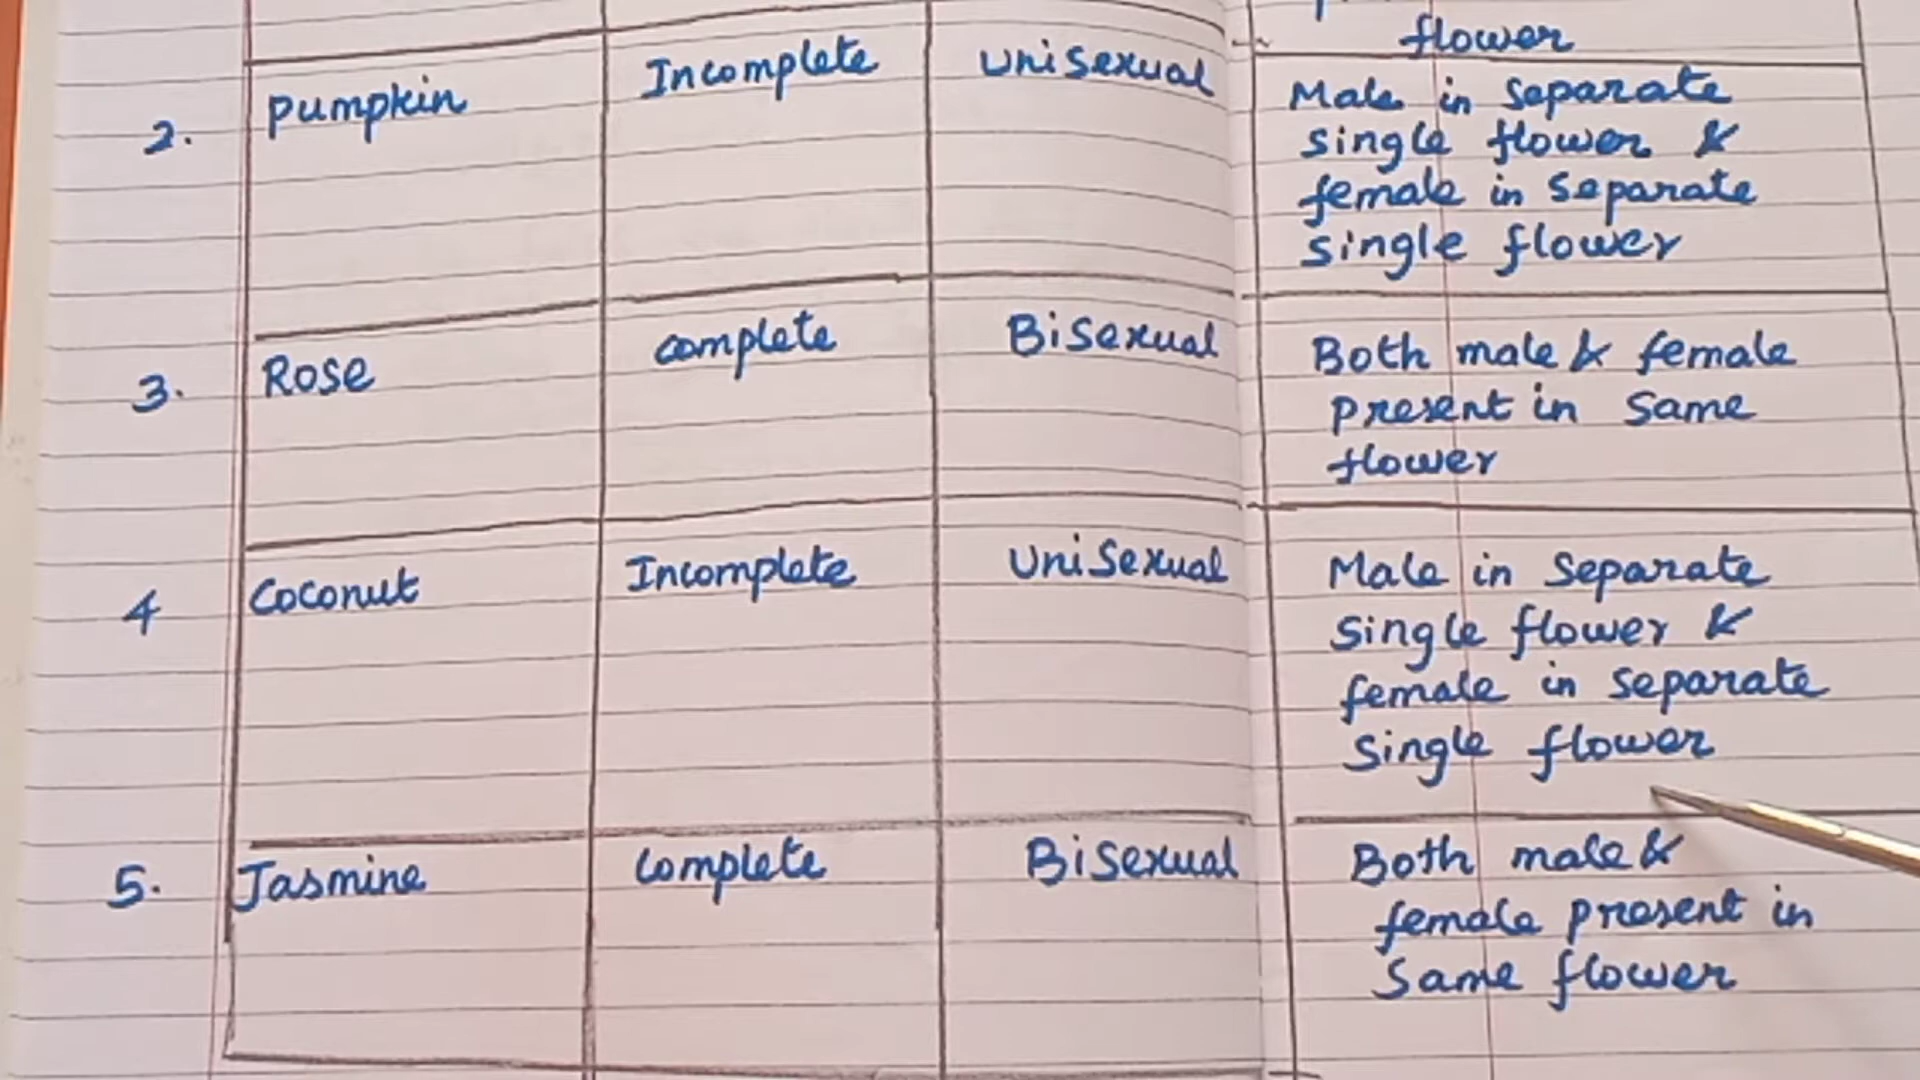 flower
2. Pumpkin Incomplete Unisexual Male in separate
single flower &
female in separate
single flower
3. Rose complete Bisexual Both male & female
present in same
flower
4 Coconut Incomplete Unisexual Male in separate
single flower &
female in separate
single flower
5. Jasmine complete Bisexual Both male &
female present in
same flower